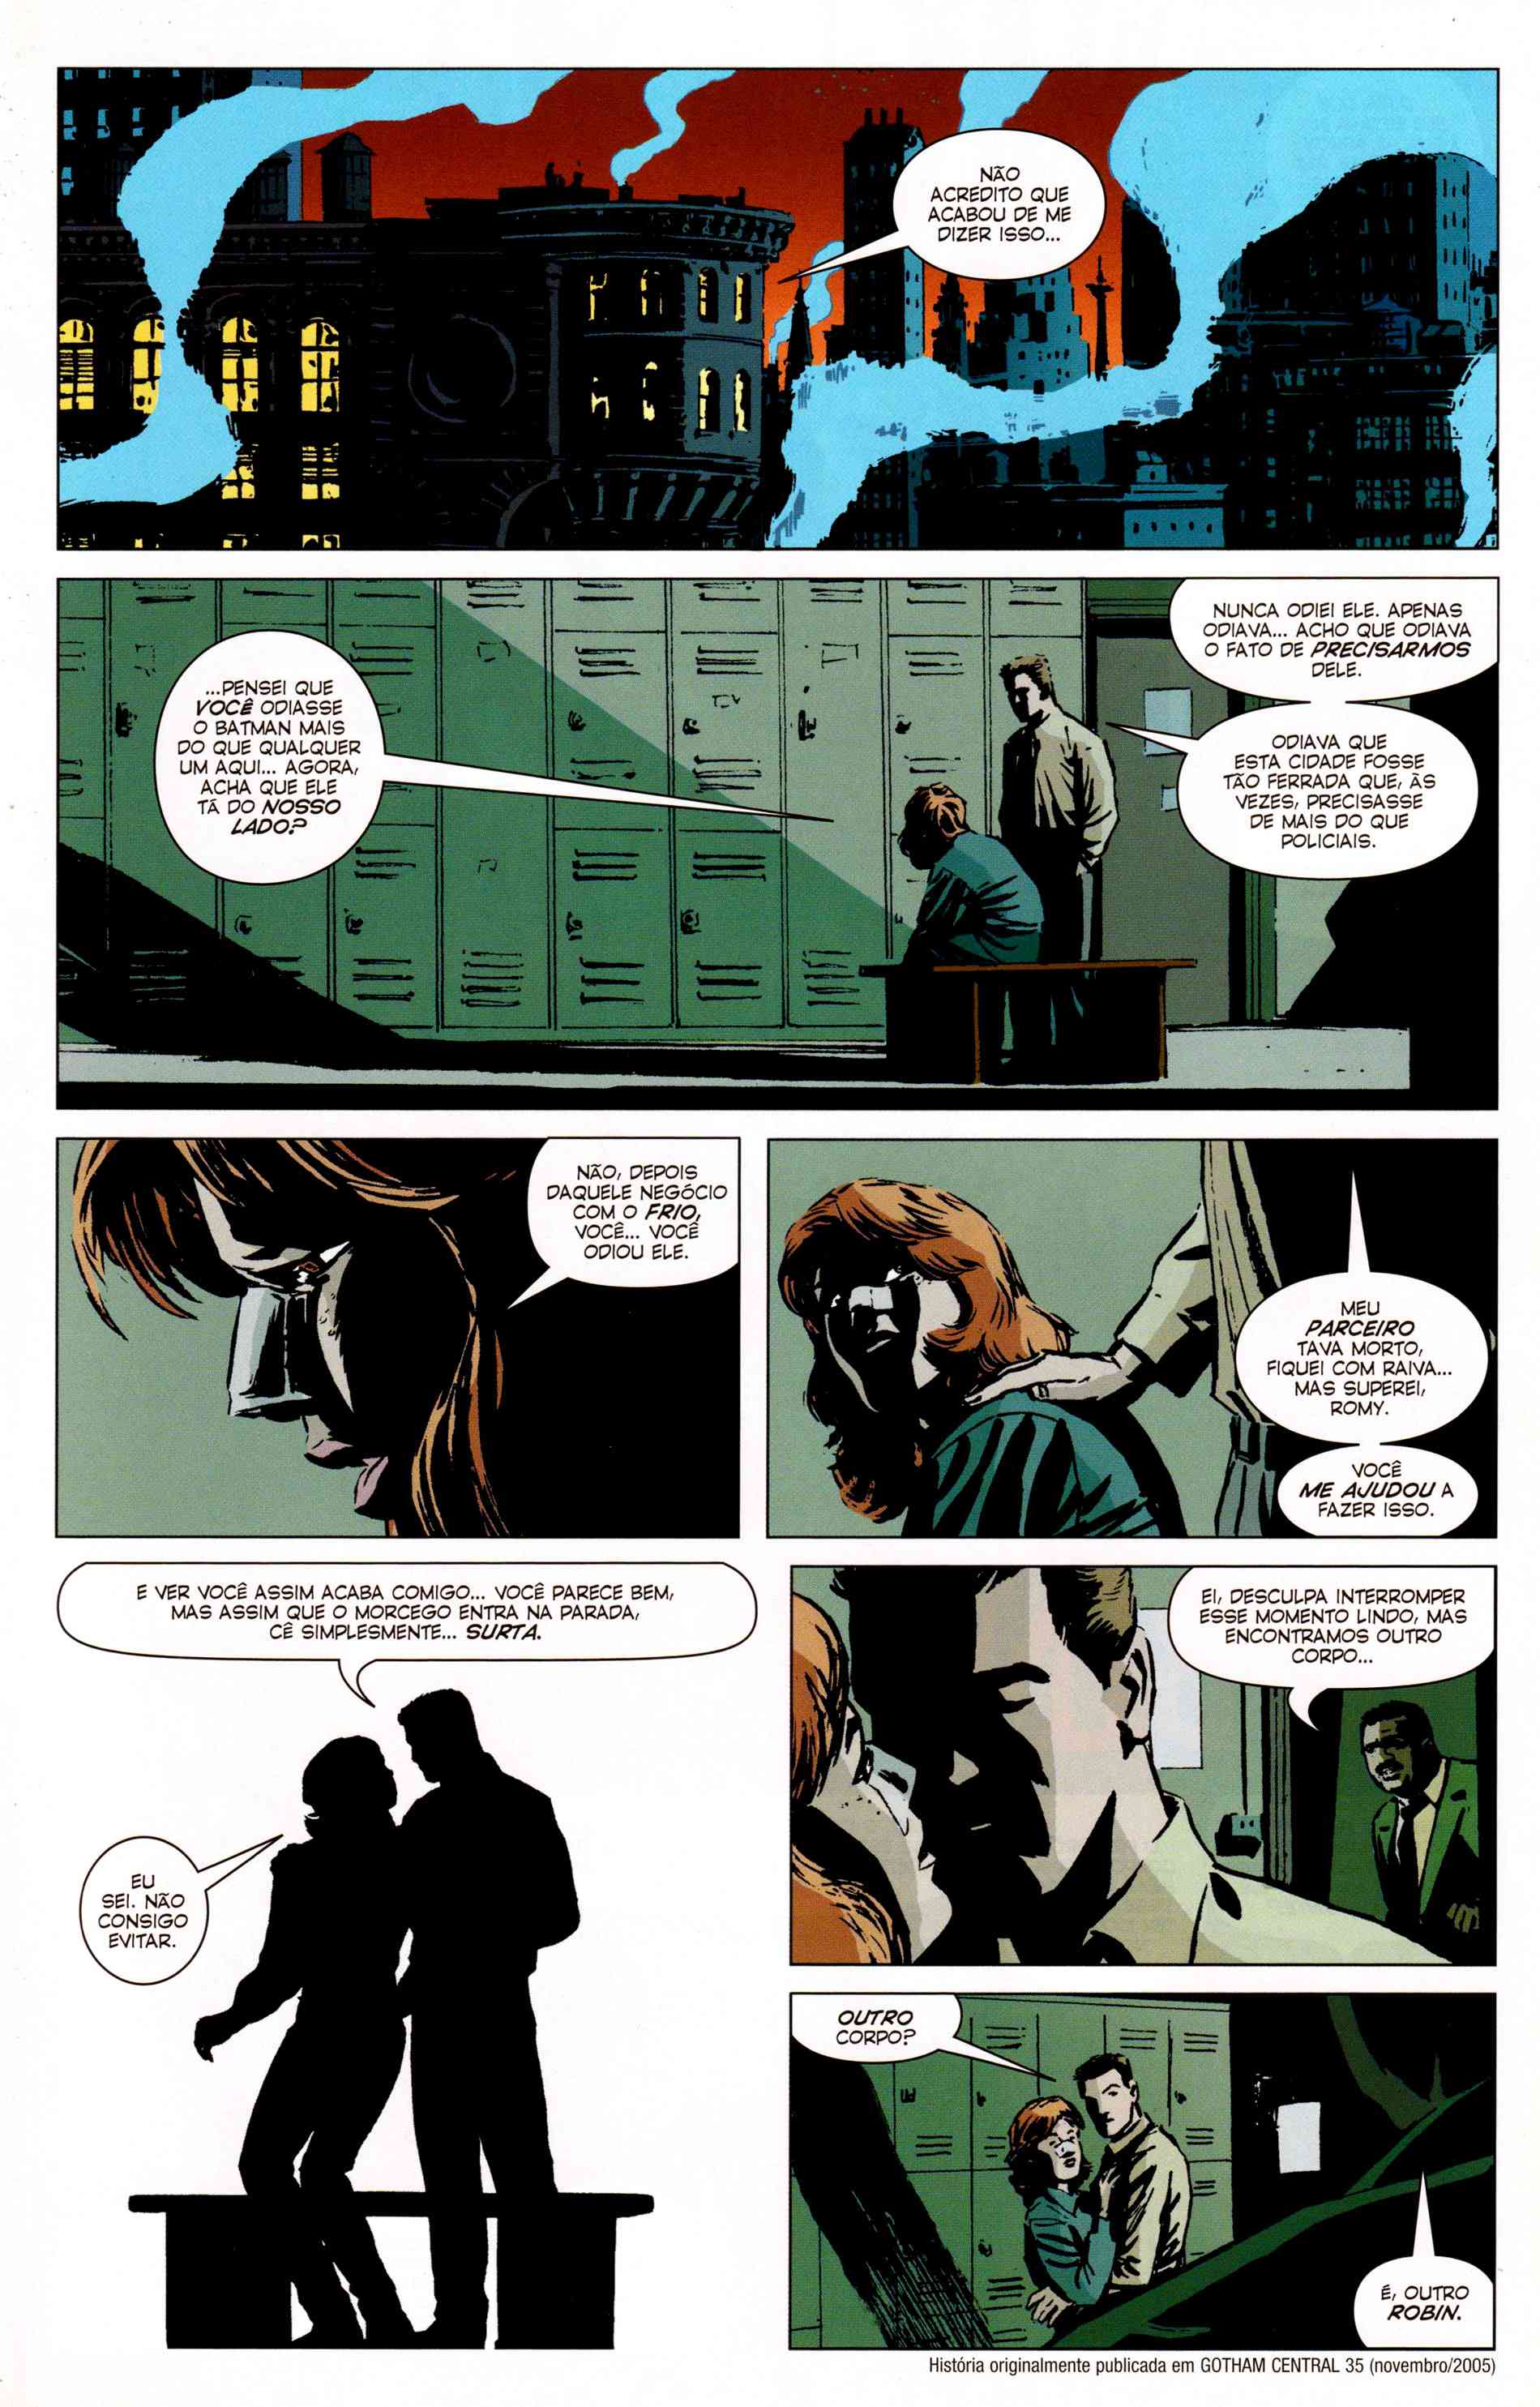 NÃO
ACREDITO QUE
ACABOU DE ME
DIZER ISSO...
...PENSEI QUE
VOCÊ ODIASSE
O BATMAN MAIS
DO QUE QUALQUER
UM AQUI... AGORA,
ACHA QUE ELE
TÁ DO NOSSO
LADO?
NUNCA ODIEI ELE. APENAS
ODIAVA... ACHO QUE ODIAVA
O FATO DE PRECISARMOS
DELE.
ODIAVA QUE
ESTA CIDADE FOSSE
TÃO FERRADA QUE, ÀS
VEZES, PRECISASSE
DE MAIS DO QUE
POLICIAIS.
NÃO, DEPOIS
DAQUELE NEGÓCIO
COM O FRIO,
VOCÊ... VOCÊ
ODIOU ELE.
MEU
PARCEIRO
TAVA MORTO,
FIQUEI COM RAIVA...
MAS SUPEREI,
ROMY.
VOCÊ
ME AJUDOU A
FAZER ISSO.
E VER VOCÊ ASSIM ACABA COMIGO... VOCÊ PARECE BEM,
MAS ASSIM QUE O MORCEGO ENTRA NA PARADA,
CÊ SIMPLESMENTE... SURTA.
EU
SEI. NÃO
CONSIGO
EVITAR.
EI, DESCULPA INTERROMPER
ESSE MOMENTO LINDO, MAS
ENCONTRAMOS OUTRO
CORPO...
OUTRO
CORPO?
É, OUTRO
ROBIN.
História originalmente publicada em GOTHAM CENTRAL 35 (novembro/2005)